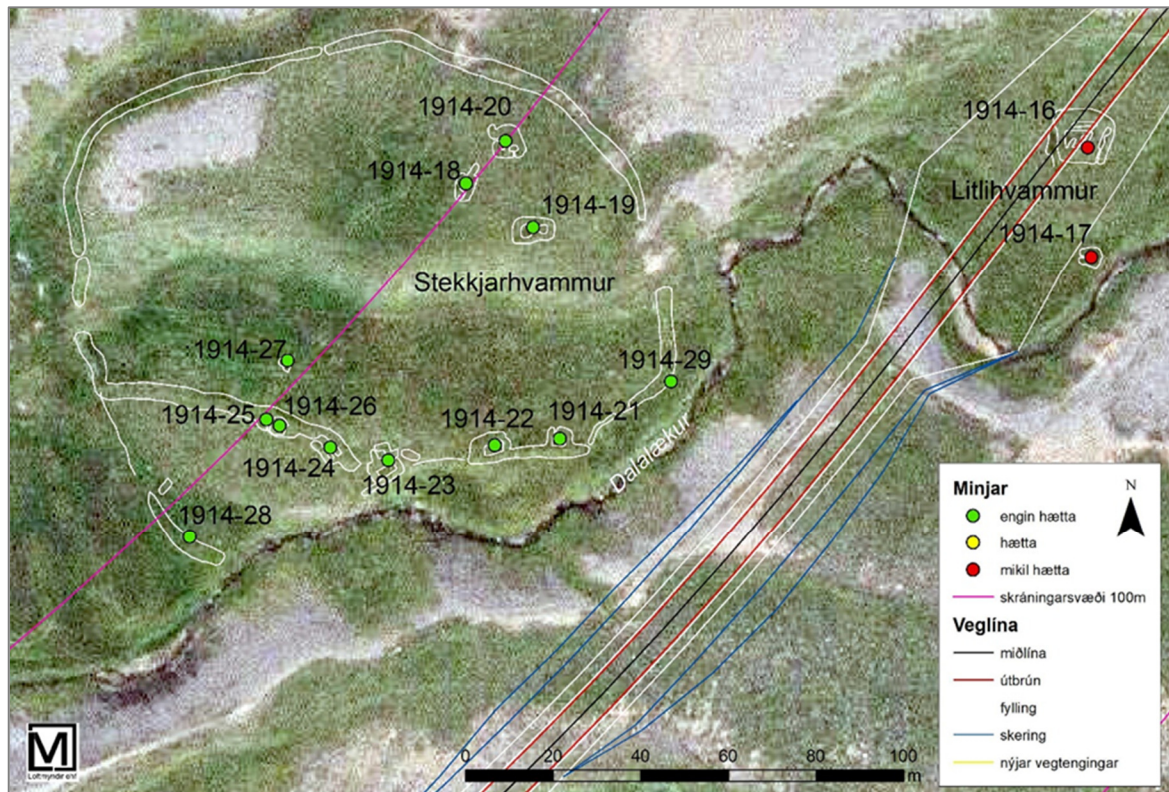 1914-20
1914-16
1914-18
1914-19
Litlihvammur
1914-17
Stekkjarhvammur
1914-27
1914-29
1914-26
1914-25
1914-22
1914-21
1914-24
1914-23
Dalalækur
1914-28
Minjar
N
engin hætta
hætta
mikil hætta
skráningarsvæði 100m
Veglína
miðlína
útbrún
fylling
skering
nýjar vegtengingar
M
Loftmyndir ehf
0 20 40 60 80 100
m